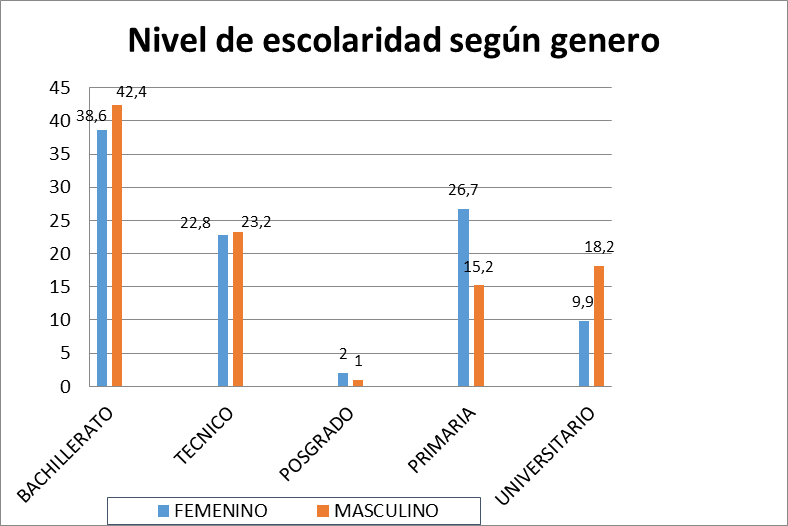 Nivel de escolaridad según genero
45
40
35
30
25
20
15
10
5
0
38,6
42,4
22,8
23,2
2
1
26,7
15,2
9,9
18,2
BACHILLERATO
TECNICO
POSGRADO
PRIMARIA
UNIVERSITARIO
FEMENINO MASCULINO